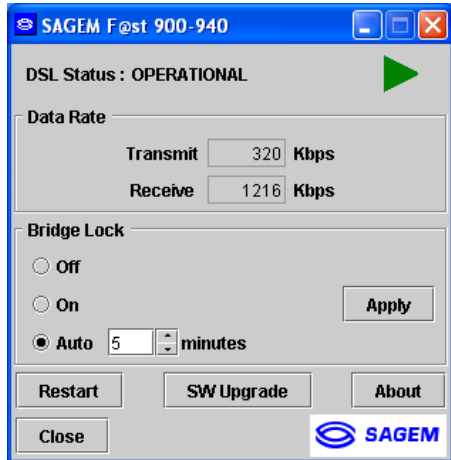 SAGEM F@st 900-940
DSL Status : OPERATIONAL
Data Rate
Transmit 320 Kbps
Receive 1216 Kbps
Bridge Lock
Off
On
Apply
Auto 5 minutes
Restart SW Upgrade About
Close SAGEM